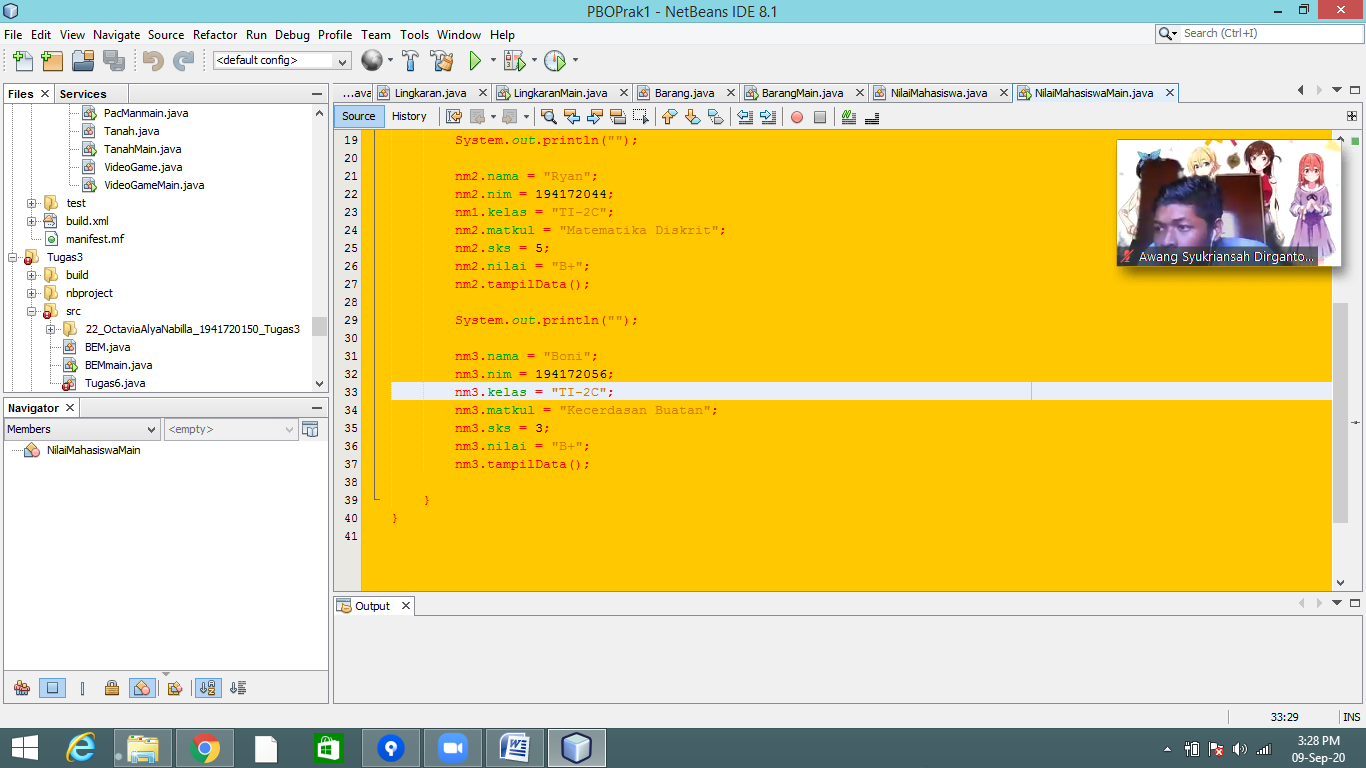 PBOPrak1 - NetBeans IDE 8.1
File Edit View Navigate Source Refactor Run Debug Profile Team Tools Window Help
Search (Ctrl+I)
<default config>
Files Services
...ava Lingkaran.java LingkaranMain.java Barang.java BarangMain.java NilaiMahasiswa.java NilaiMahasiswaMain.java
Source History
PacManmain.java
Tanah.java
TanahMain.java
VideoGame.java
VideoGameMain.java
test
build.xml
manifest.mf
Tugas3
build
nbproject
src
22_OctaviaAlyaNabilla_1941720150_Tugas3
BEM.java
BEMmain.java
Tugas6.java
Navigator
Members <empty>
NilaiMahasiswaMain
19 System.out.println("");
20
21 nm2.nama = "Ryan";
22 nm2.nim = 194172044;
23 nm1.kelas = "TI-2C";
24 nm2.matkul = "Matematika Diskrit";
25 nm2.sks = 5;
26 nm2.nilai = "B+";
27 nm2.tampilData();
28
29 System.out.println("");
30
31 nm3.nama = "Boni";
32 nm3.nim = 194172056;
33 nm3.kelas = "TI-2C";
34 nm3.matkul = "Kecerdasan Buatan";
35 nm3.sks = 3;
36 nm3.nilai = "B+";
37 nm3.tampilData();
38
39 }
40 }
41
Awang Syukriansah Dirganto...
Output
33:29 INS
3:28 PM
09-Sep-20